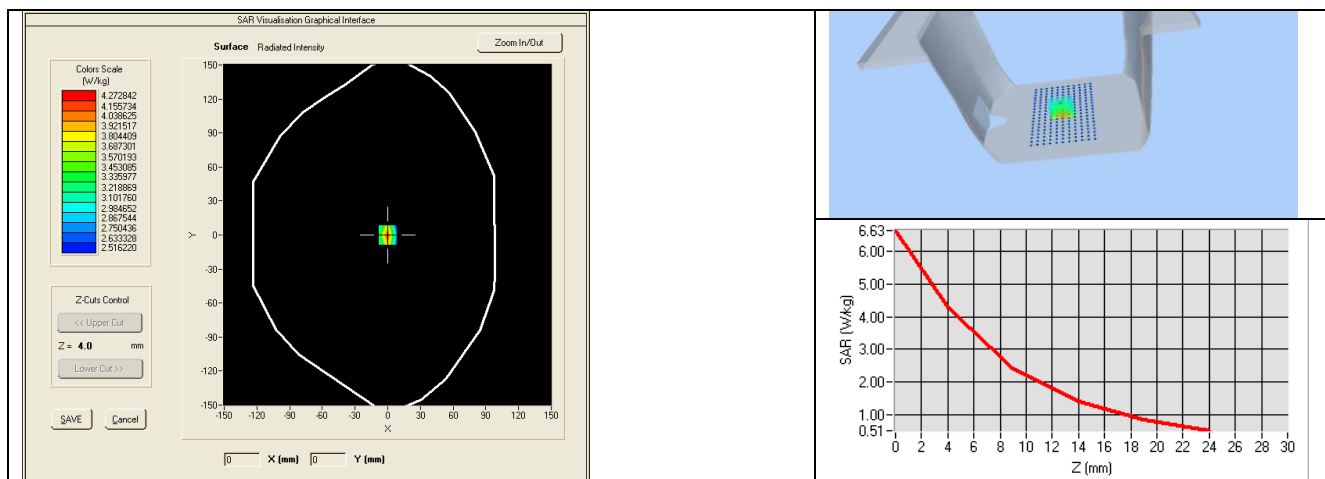 SAR Visualisation Graphical Interface
Surface Radiated Intensity
Zoom In/Out
Colors Scale
(W/kg)
4.272842
4.155734
4.038625
3.921517
3.804409
3.687301
3.570193
3.453085
3.335977
3.218869
3.101760
2.984652
2.867544
2.750436
2.633328
2.516220
Z-Cuts Control
<< Upper Cut
Z = 4.0 mm
Lower Cut >>
SAVE Cancel
150
120
90
60
30
0
-30
-60
-90
-120
-150
Y
-150 -120 -90 -60 -30 0 30 60 90 120 150
X
0 X (mm) 0 Y (mm)
6.63
6.00
5.00
4.00
3.00
2.00
1.00
0.51
SAR (W/kg)
0 2 4 6 8 10 12 14 16 18 20 22 24 26 28 30
Z (mm)